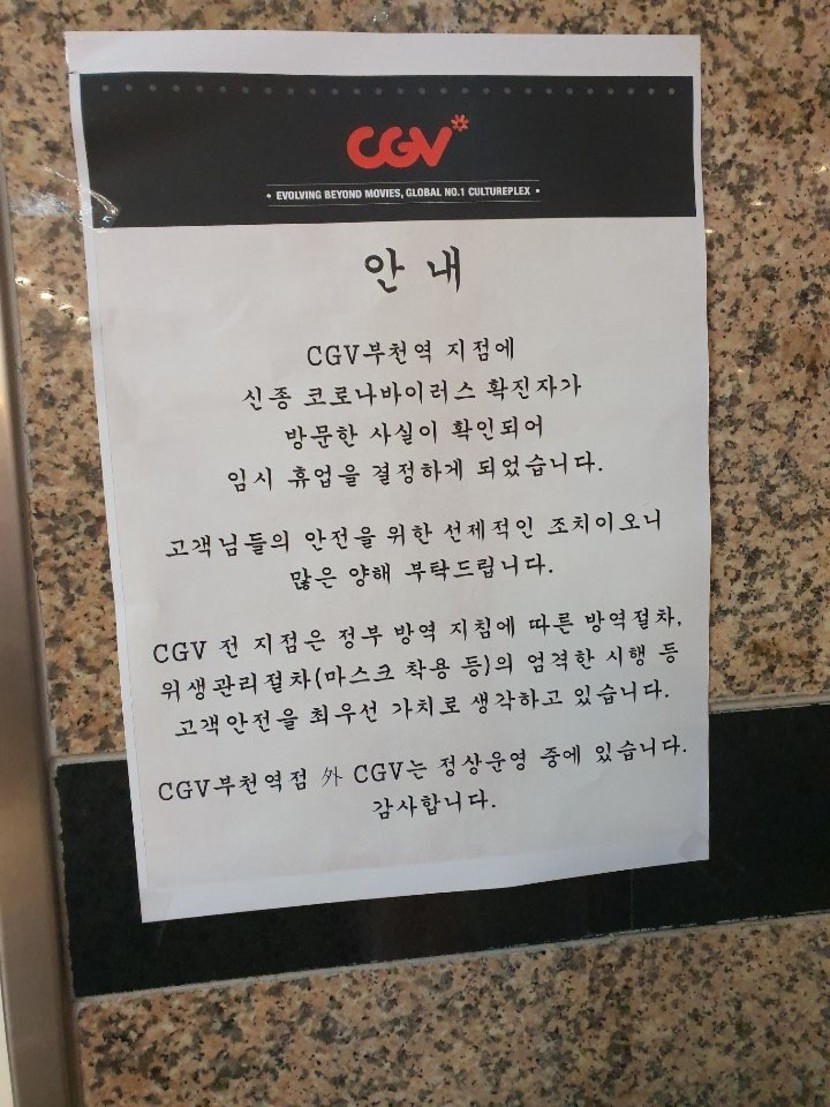 CGV
• EVOLVING BEYOND MOVIES, GLOBAL NO.1 CULTUREPLEX •
안 내
CGV부천역 지점에
신종 코로나바이러스 확진자가
방문한 사실이 확인되어
임시 휴업을 결정하게 되었습니다.
고객님들의 안전을 위한 선제적인 조치이오니
많은 양해 부탁드립니다.
CGV 전 지점은 정부 방역 지침에 따른 방역절차,
위생관리절차(마스크 착용 등)의 엄격한 시행 등
고객안전을 최우선 가치로 생각하고 있습니다.
CGV부천역점 外 CGV는 정상운영 중에 있습니다.
감사합니다.